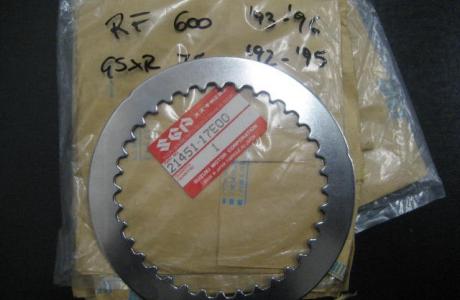 RF 600 '93-'96
GSXR '92-'95
SGP
21451-17E00
1
SUZUKI MOTOR CORPORATION